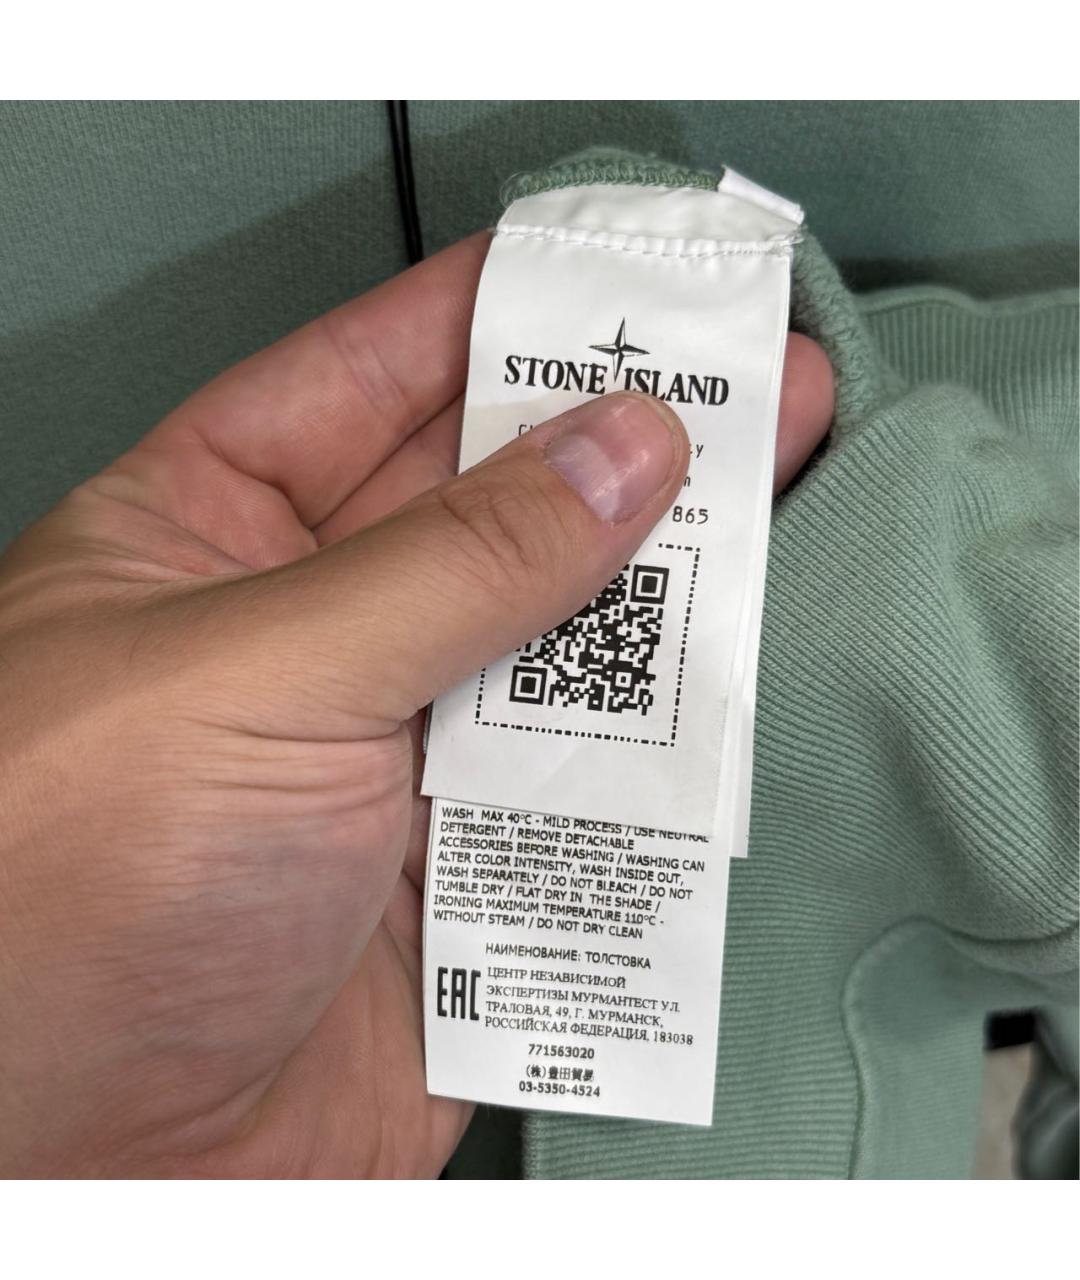 STONE ISLAND
865
WASH MAX 40°C - MILD PROCESS / USE NEUTRAL
DETERGENT / REMOVE DETACHABLE
ACCESSORIES BEFORE WASHING / WASHING CAN
ALTER COLOR INTENSITY, WASH INSIDE OUT,
WASH SEPARATELY / DO NOT BLEACH / DO NOT
TUMBLE DRY / FLAT DRY IN THE SHADE /
IRONING MAXIMUM TEMPERATURE 110°C -
WITHOUT STEAM / DO NOT DRY CLEAN
НАИМЕНОВАНИЕ: ТОЛСТОВКА
EAC
ЦЕНТР НЕЗАВИСИМОЙ
ЭКСПЕРТИЗЫ МУРМАНТЕСТ УЛ.
ТРАЛОВАЯ, 49, Г. МУРМАНСК,
РОССИЙСКАЯ ФЕДЕРАЦИЯ, 183038
771563020
(株)豊田貿易
03-5350-4524